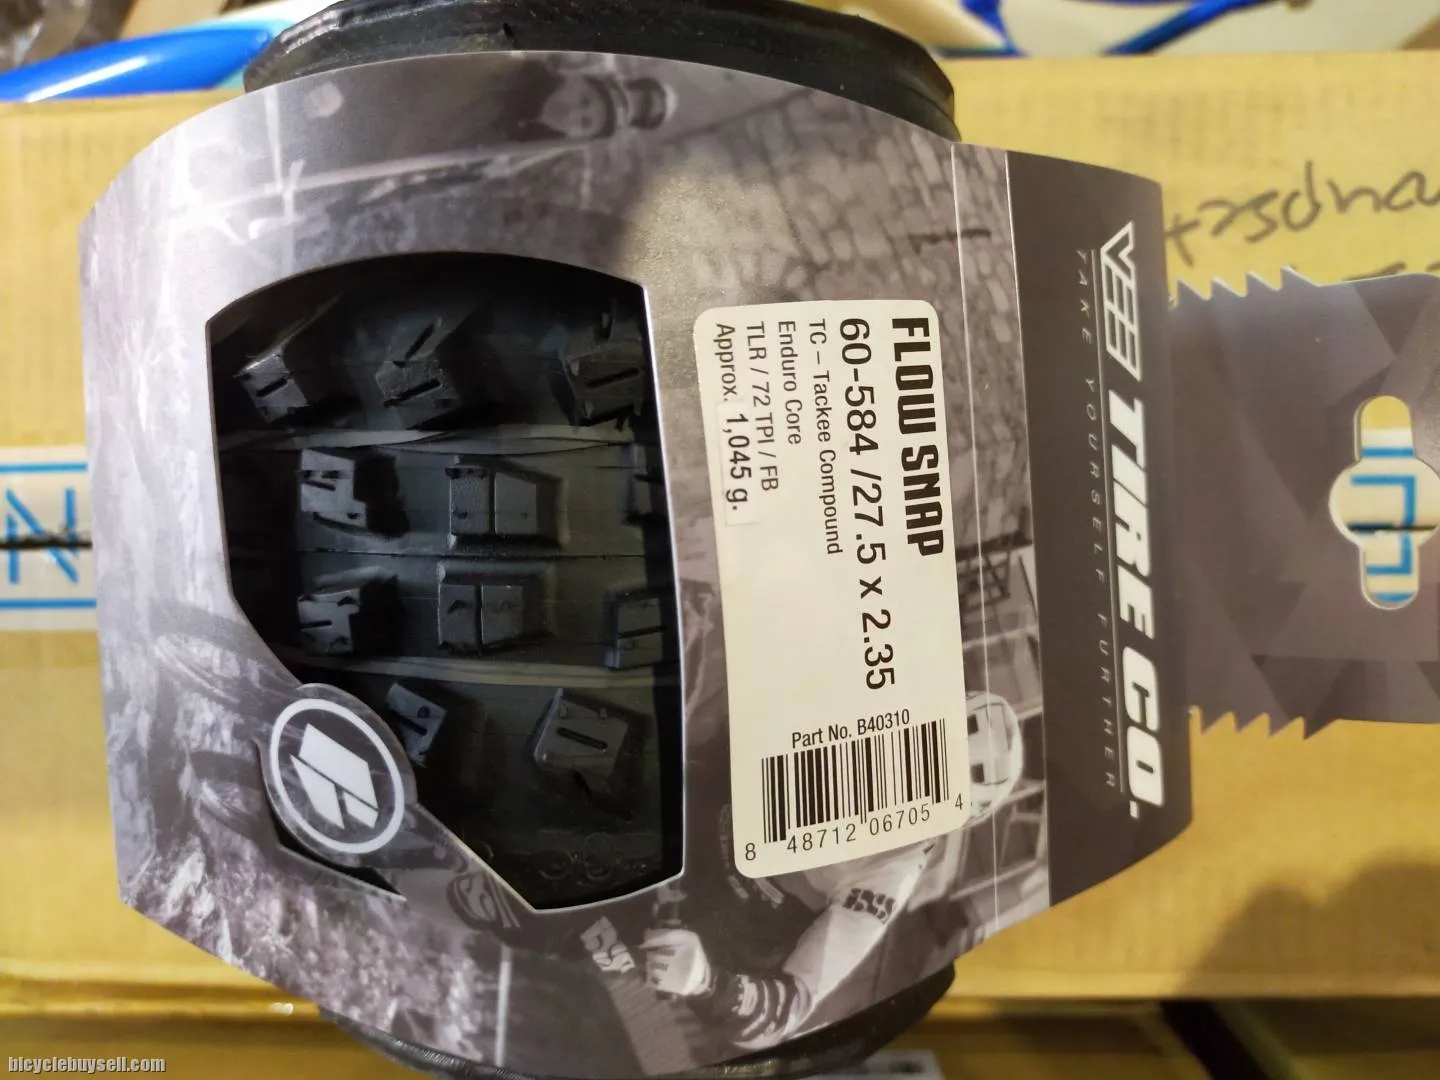 VEE TIRE CO.
TAKE YOURSELF FURTHER
FLOW SNAP
60-584 /27.5 x 2.35
TC – Tackee Compound
Enduro Core
TLR / 72 TPI / FB
Approx. 1,045 g.
Part No. B40310
8 48712 06705 4
bicyclebuysell.com